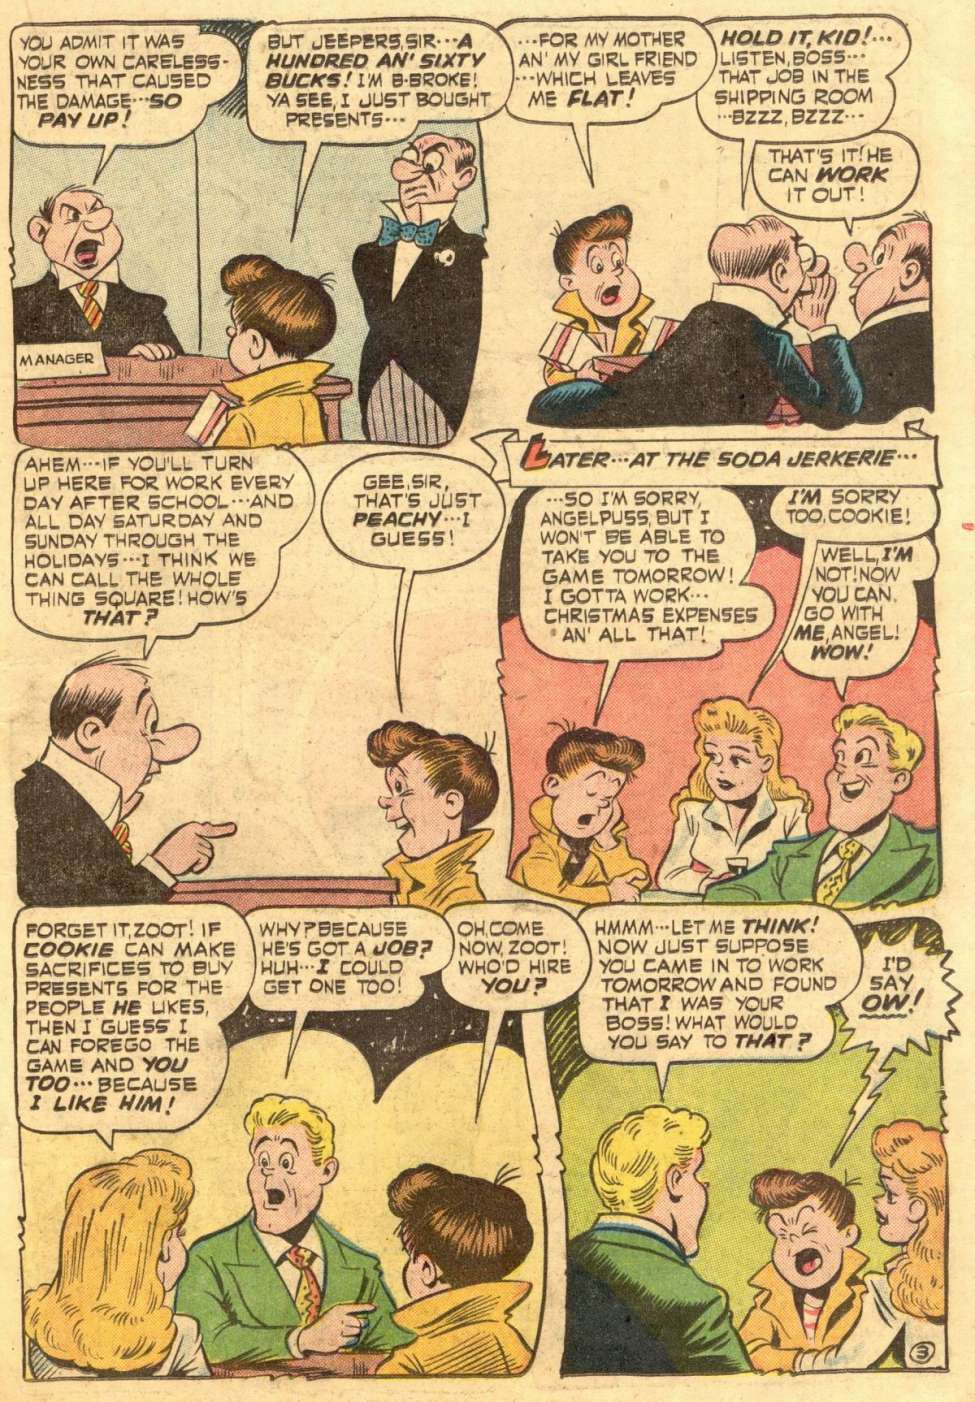 YOU ADMIT IT WAS
YOUR OWN CARELESS-
NESS THAT CAUSED
THE DAMAGE---SO
PAY UP!
BUT JEEPERS, SIR---A
HUNDRED AN' SIXTY
BUCKS! I'M B-BROKE!
YA SEE, I JUST BOUGHT
PRESENTS---
MANAGER
---FOR MY MOTHER
AN' MY GIRL FRIEND
---WHICH LEAVES
ME FLAT!
HOLD IT, KID!---
LISTEN, BOSS---
THAT JOB IN THE
SHIPPING ROOM
---BZZZ, BZZZ---
THAT'S IT! HE
CAN WORK
IT OUT!
AHEM---IF YOU'LL TURN
UP HERE FOR WORK EVERY
DAY AFTER SCHOOL---AND
ALL DAY SATURDAY AND
SUNDAY THROUGH THE
HOLIDAYS---I THINK WE
CAN CALL THE WHOLE
THING SQUARE! HOW'S
THAT?
GEE, SIR,
THAT'S JUST
PEACHY---I
GUESS!
LATER---AT THE SODA JERKERIE---
---SO I'M SORRY,
ANGELPUSS, BUT I
WON'T BE ABLE TO
TAKE YOU TO THE
GAME TOMORROW!
I GOTTA WORK---
CHRISTMAS EXPENSES
AN' ALL THAT!
I'M SORRY
TOO, COOKIE!
WELL, I'M
NOT! NOW
YOU CAN
GO WITH
ME, ANGEL!
WOW!
FORGET IT, ZOOT! IF
COOKIE CAN MAKE
SACRIFICES TO BUY
PRESENTS FOR THE
PEOPLE HE LIKES,
THEN I GUESS I
CAN FOREGO THE
GAME AND YOU
TOO---BECAUSE
I LIKE HIM!
WHY? BECAUSE
HE'S GOT A JOB?
HUH---I COULD
GET ONE TOO!
OH, COME
NOW, ZOOT!
WHO'D HIRE
YOU?
HMMM---LET ME THINK!
NOW JUST SUPPOSE
YOU CAME IN TO WORK
TOMORROW AND FOUND
THAT I WAS YOUR
BOSS! WHAT WOULD
YOU SAY TO THAT?
I'D
SAY
OW!
3